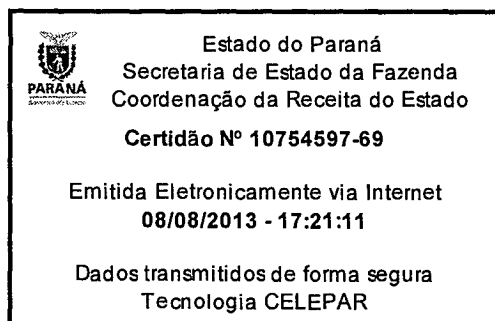 Estado do Paraná
Secretaria de Estado da Fazenda
PARANÁ
Coordenação da Receita do Estado
Certidão Nº 10754597-69
Emitida Eletronicamente via Internet
08/08/2013 - 17:21:11
Dados transmitidos de forma segura
Tecnologia CELEPAR